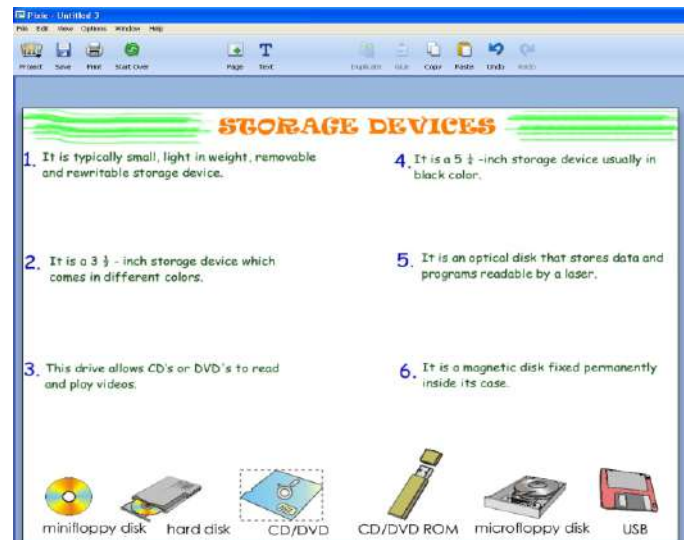 Pixie - Untitled 3
File Edit View Options Window Help
Project Save Print Start Over Page Text Duplicate Glue Copy Paste Undo Redo
STORAGE DEVICES
1. It is typically small, light in weight, removable
and rewritable storage device.
2. It is a 3 ½ - inch storage device which
comes in different colors.
3. This drive allows CD's or DVD's to read
and play videos.
4. It is a 5 ¼ -inch storage device usually in
black color.
5. It is an optical disk that stores data and
programs readable by a laser.
6. It is a magnetic disk fixed permanently
inside its case.
minifloppy disk hard disk CD/DVD CD/DVD ROM microfloppy disk USB